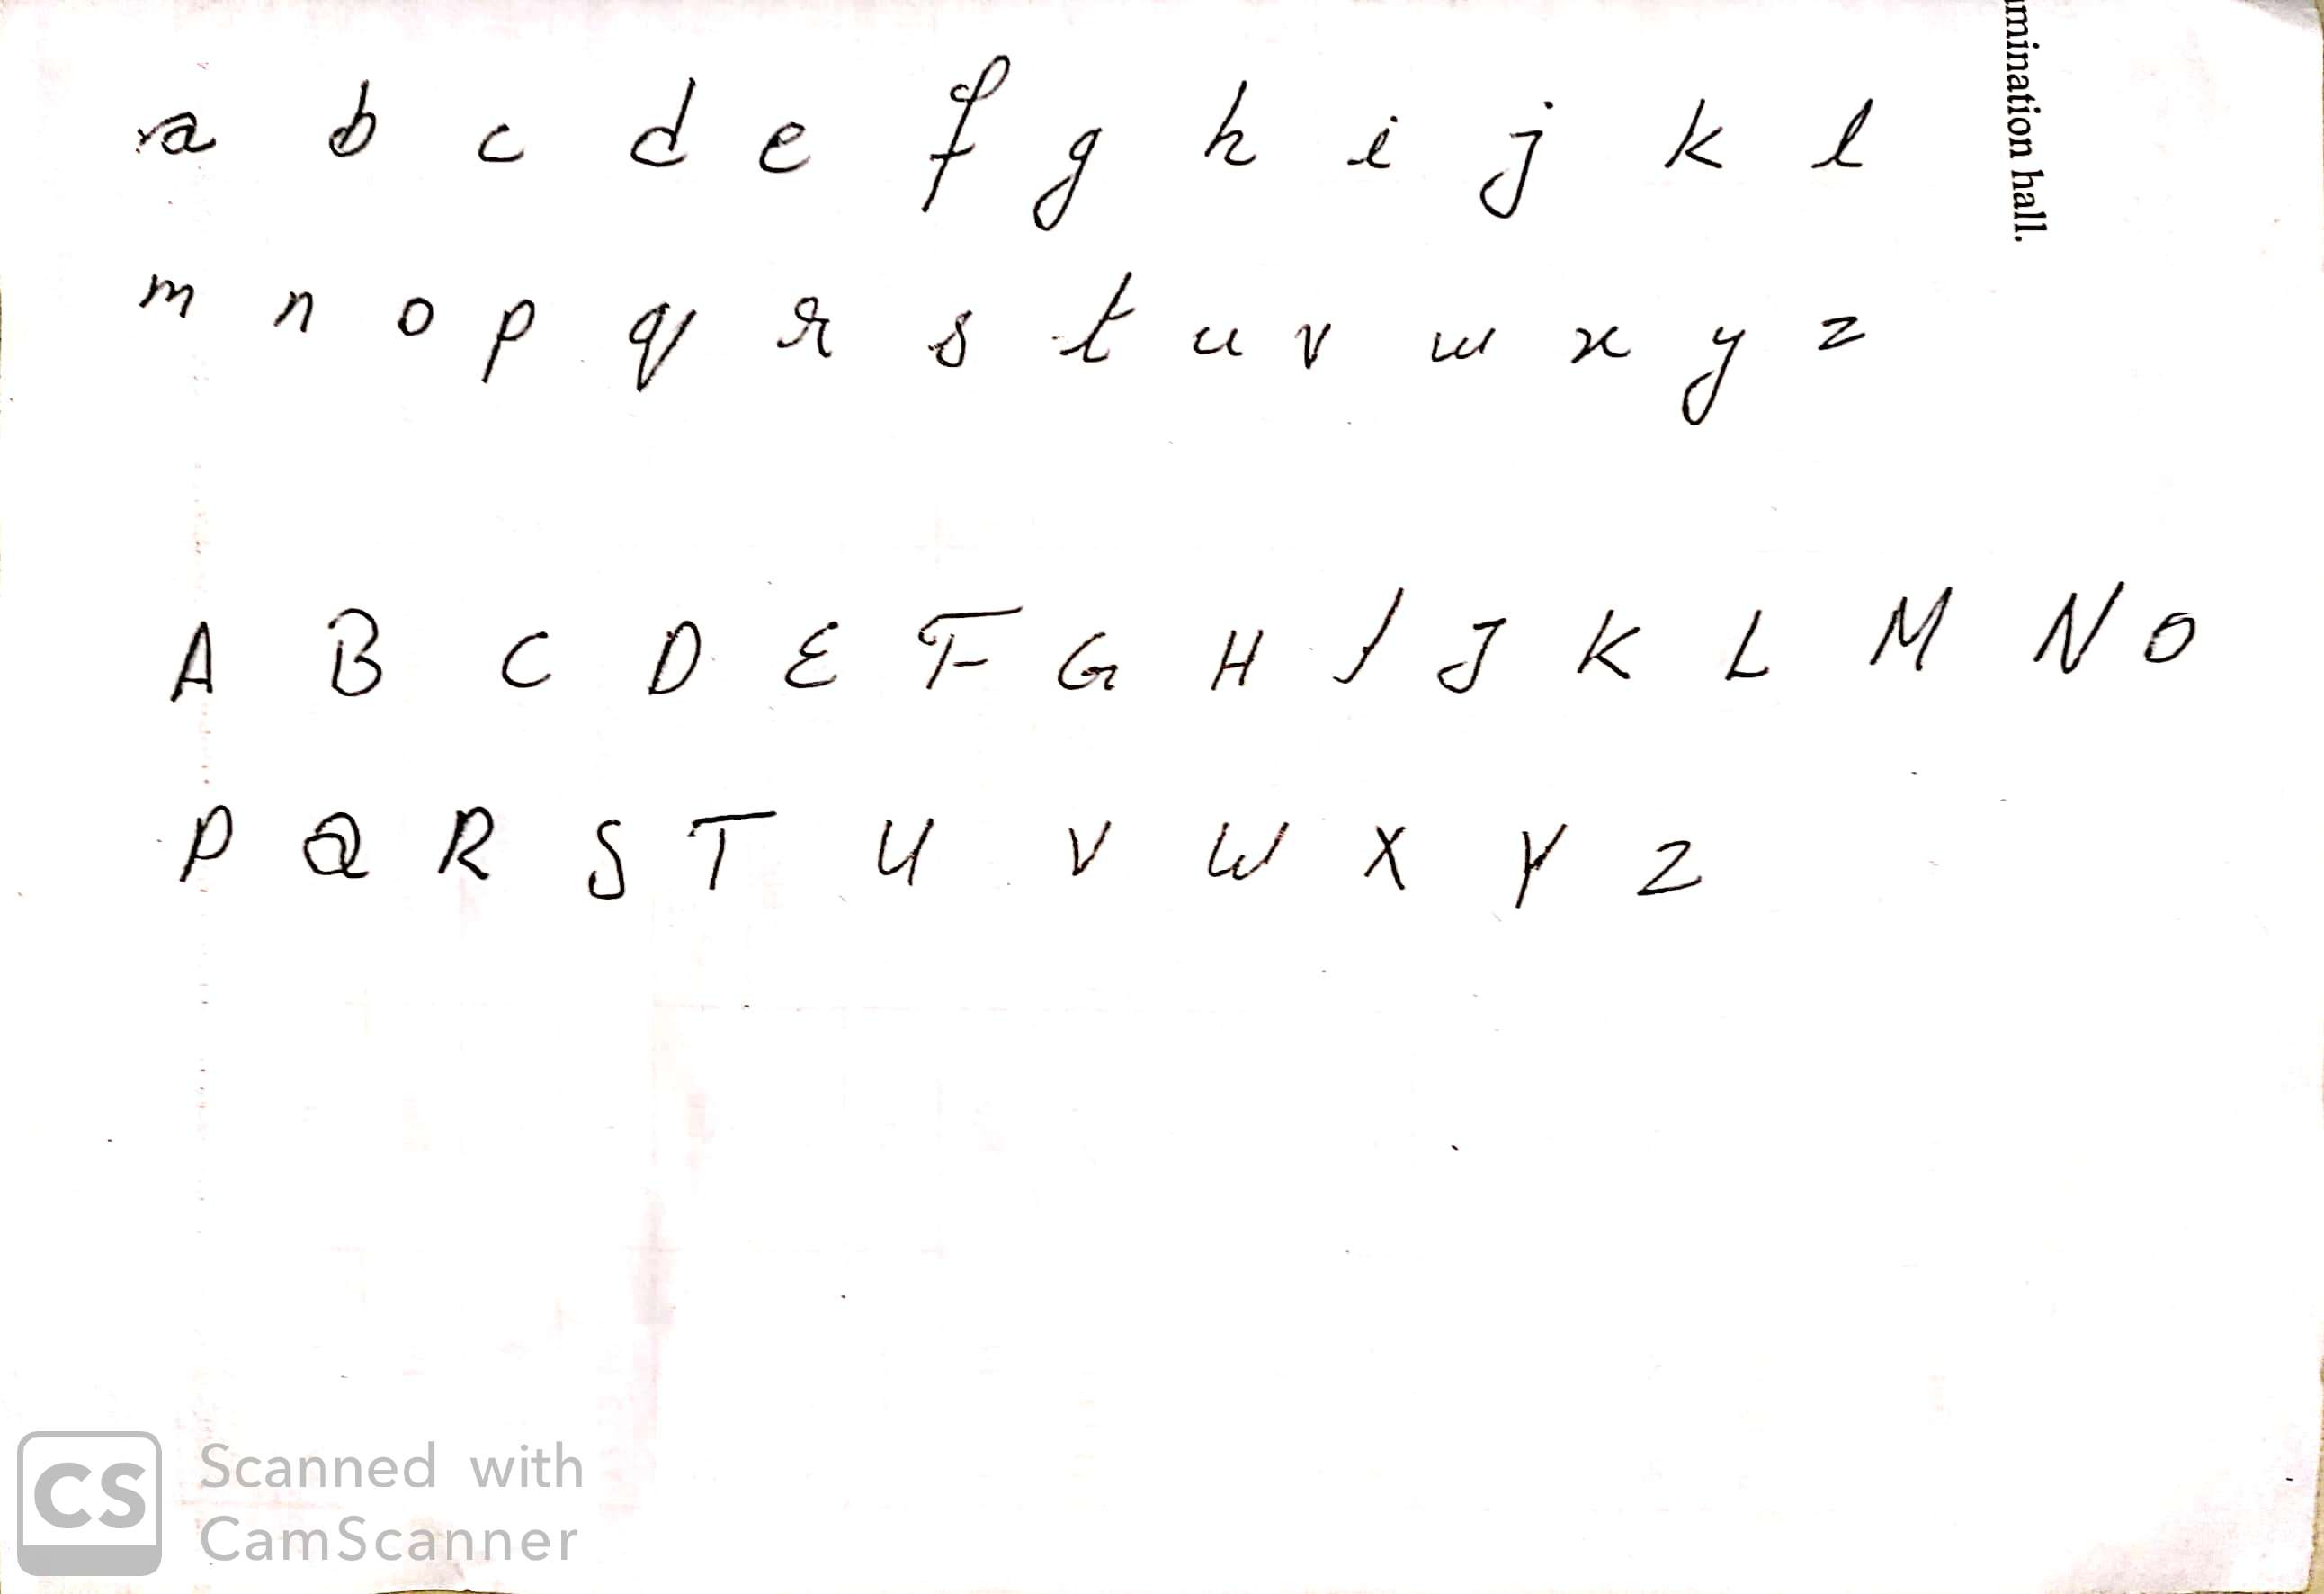 a b c d e f g h i j k l
m n o p q r s t u v w x y z
A B C D E F G H I J K L M N O
P Q R S T U V W X Y Z
mination hall.
CS
Scanned with
CamScanner